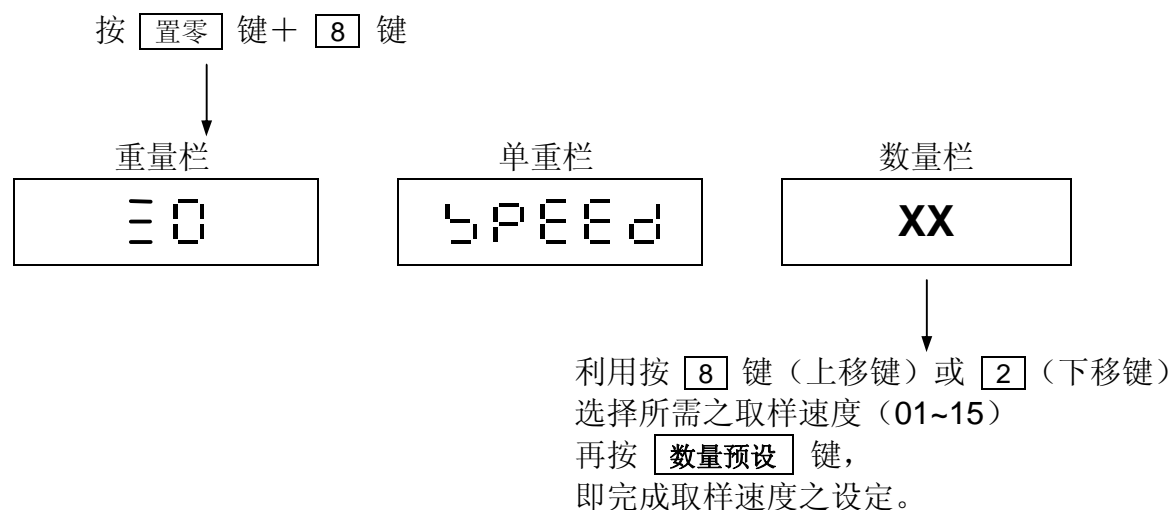 按 置零 键＋ 8 键
重量栏 单重栏 数量栏
Ξ0 SPEEd XX
利用按 8 键（上移键）或 2（下移键）
选择所需之取样速度（01~15）
再按 数量预设 键，
即完成取样速度之设定。